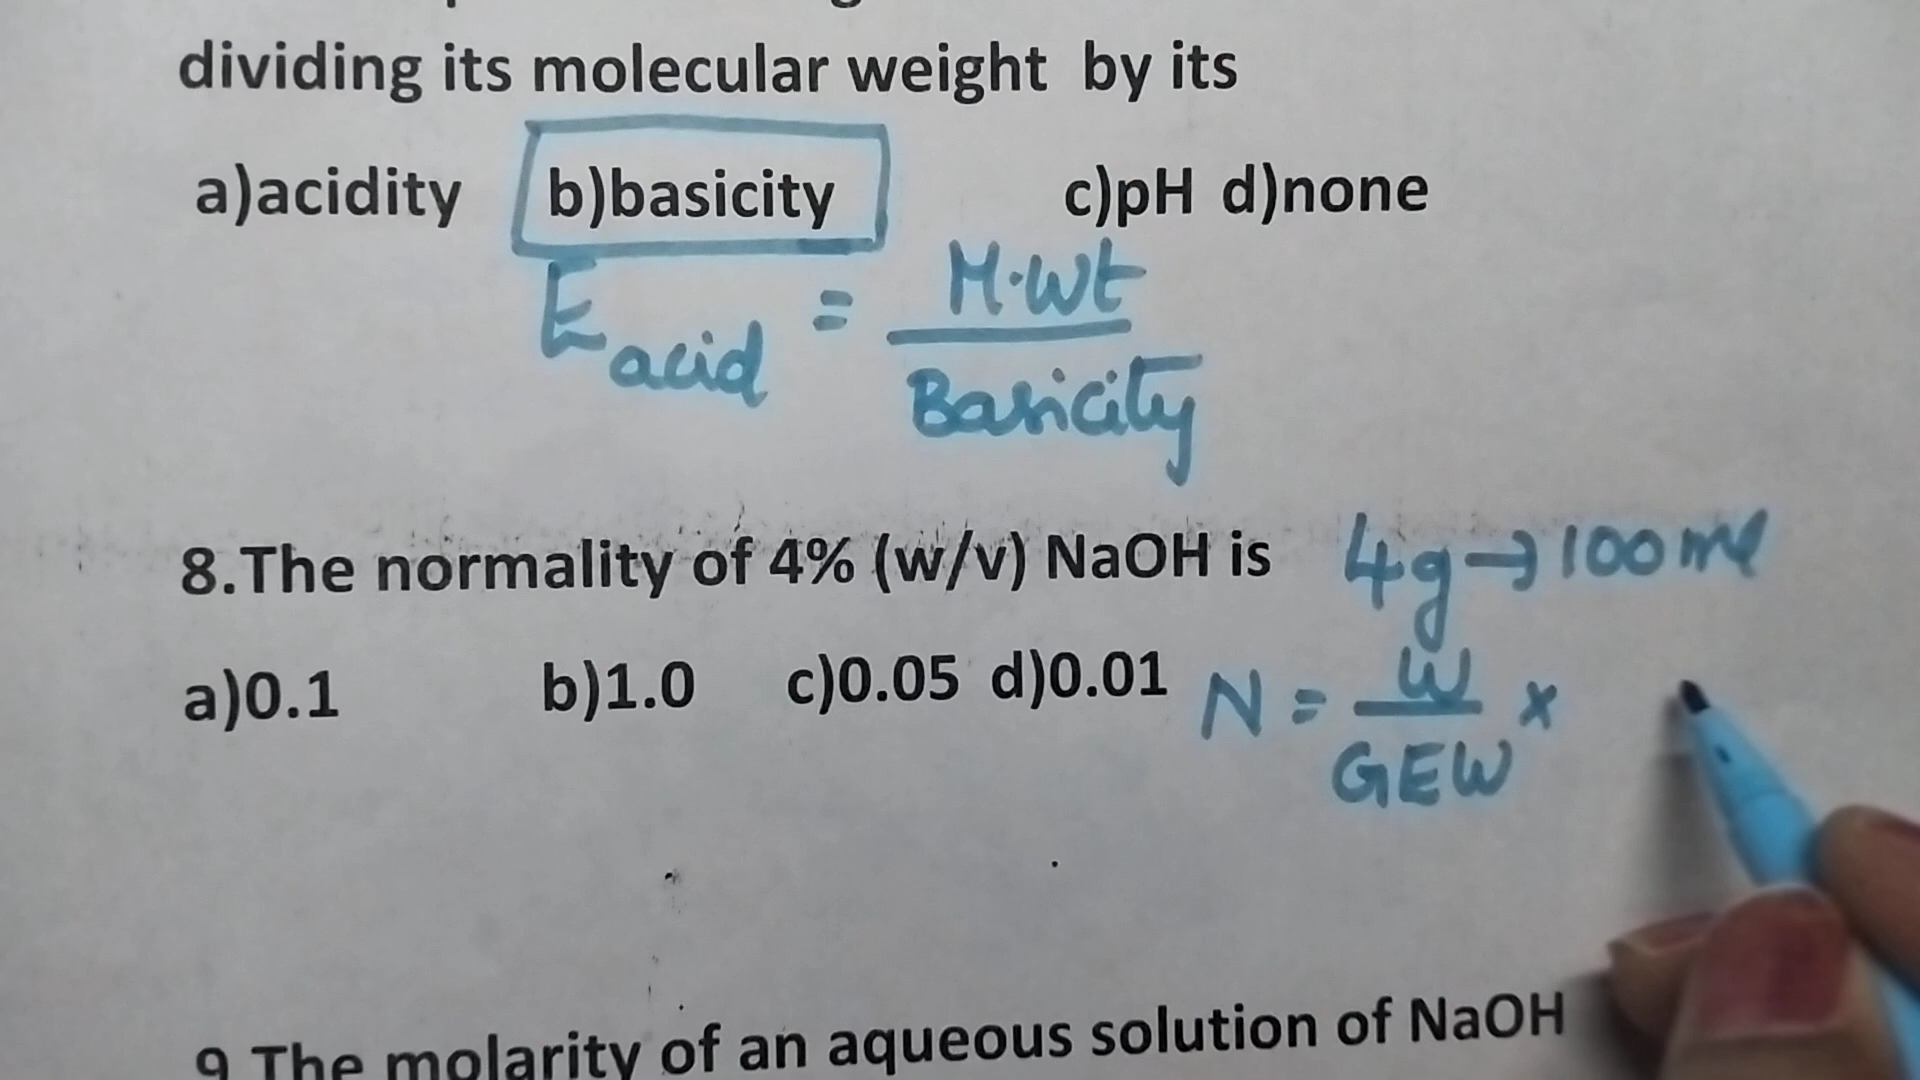 dividing its molecular weight by its
a)acidity b)basicity c)pH d)none
E acid = M.Wt
Basicity
8.The normality of 4% (w/v) NaOH is 4g→100ml
a)0.1 b)1.0 c)0.05 d)0.01 N = W ×
GEW
9.The molarity of an aqueous solution of NaOH